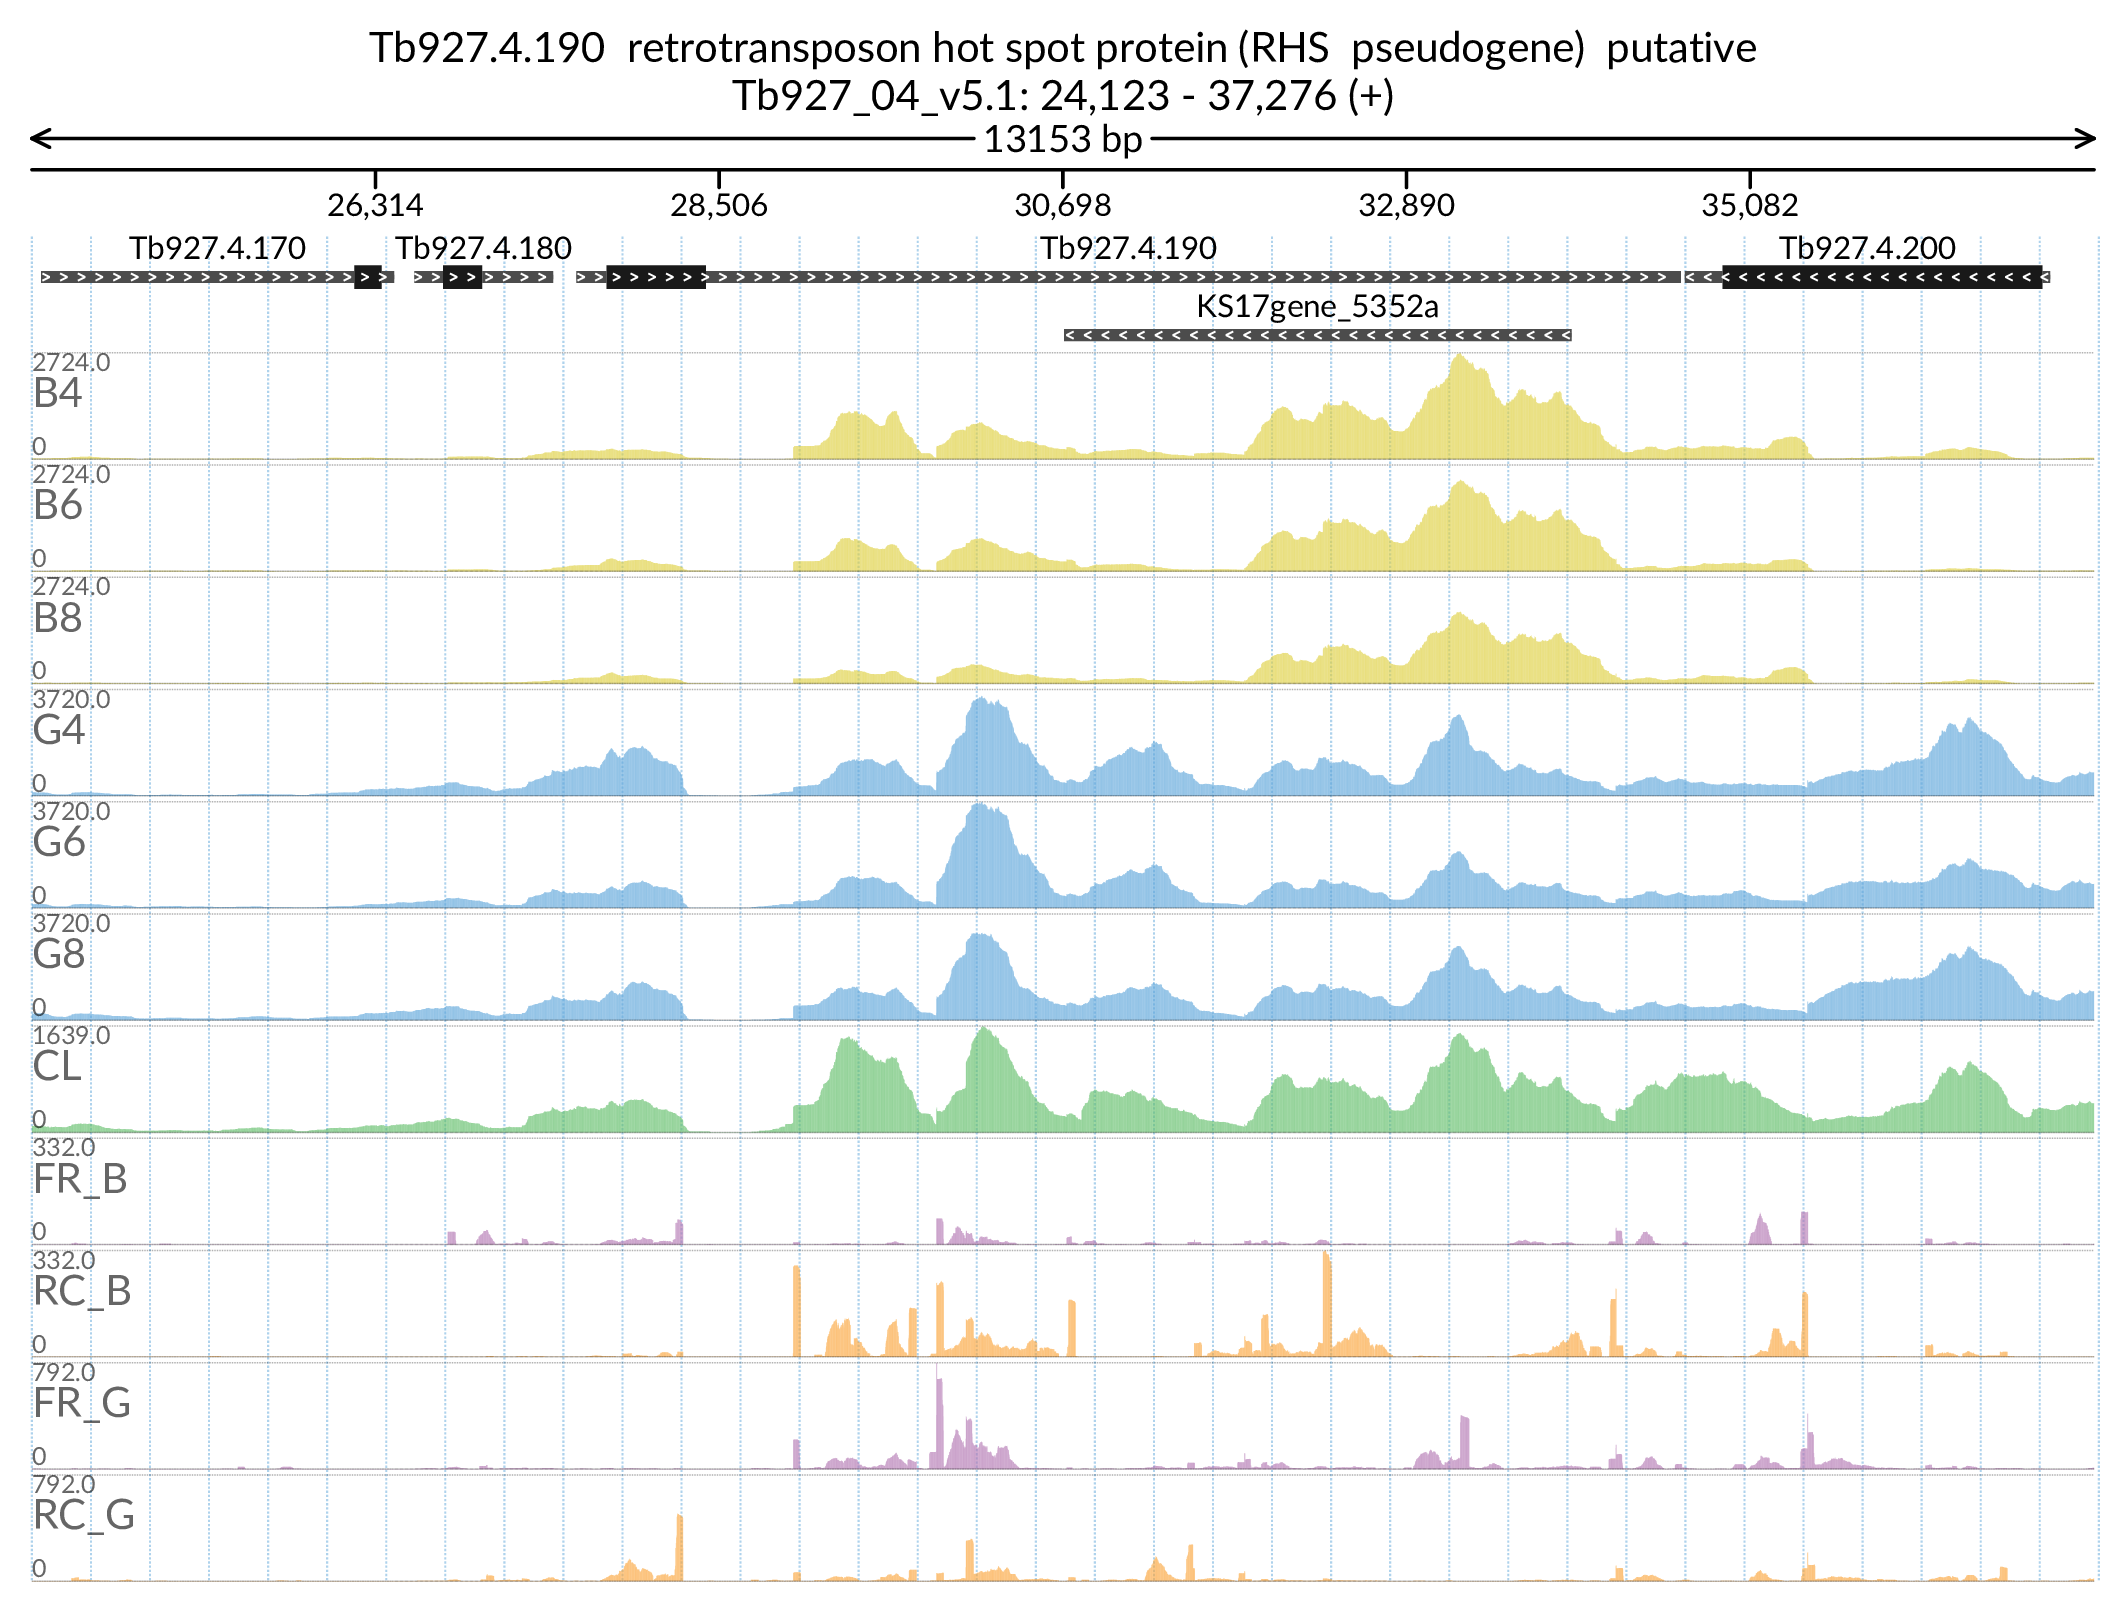 Tb927.4.190  retrotransposon hot spot protein (RHS  pseudogene)  putative
Tb927_04_v5.1: 24,123 - 37,276 (+)
13153 bp
26,314 28,506 30,698 32,890 35,082
Tb927.4.170 Tb927.4.180 Tb927.4.190 Tb927.4.200
KS17gene_5352a
2724.0
B4
0
2724.0
B6
0
2724.0
B8
0
3720.0
G4
0
3720.0
G6
0
3720.0
G8
0
1639.0
CL
0
332.0
FR_B
0
332.0
RC_B
0
792.0
FR_G
0
792.0
RC_G
0